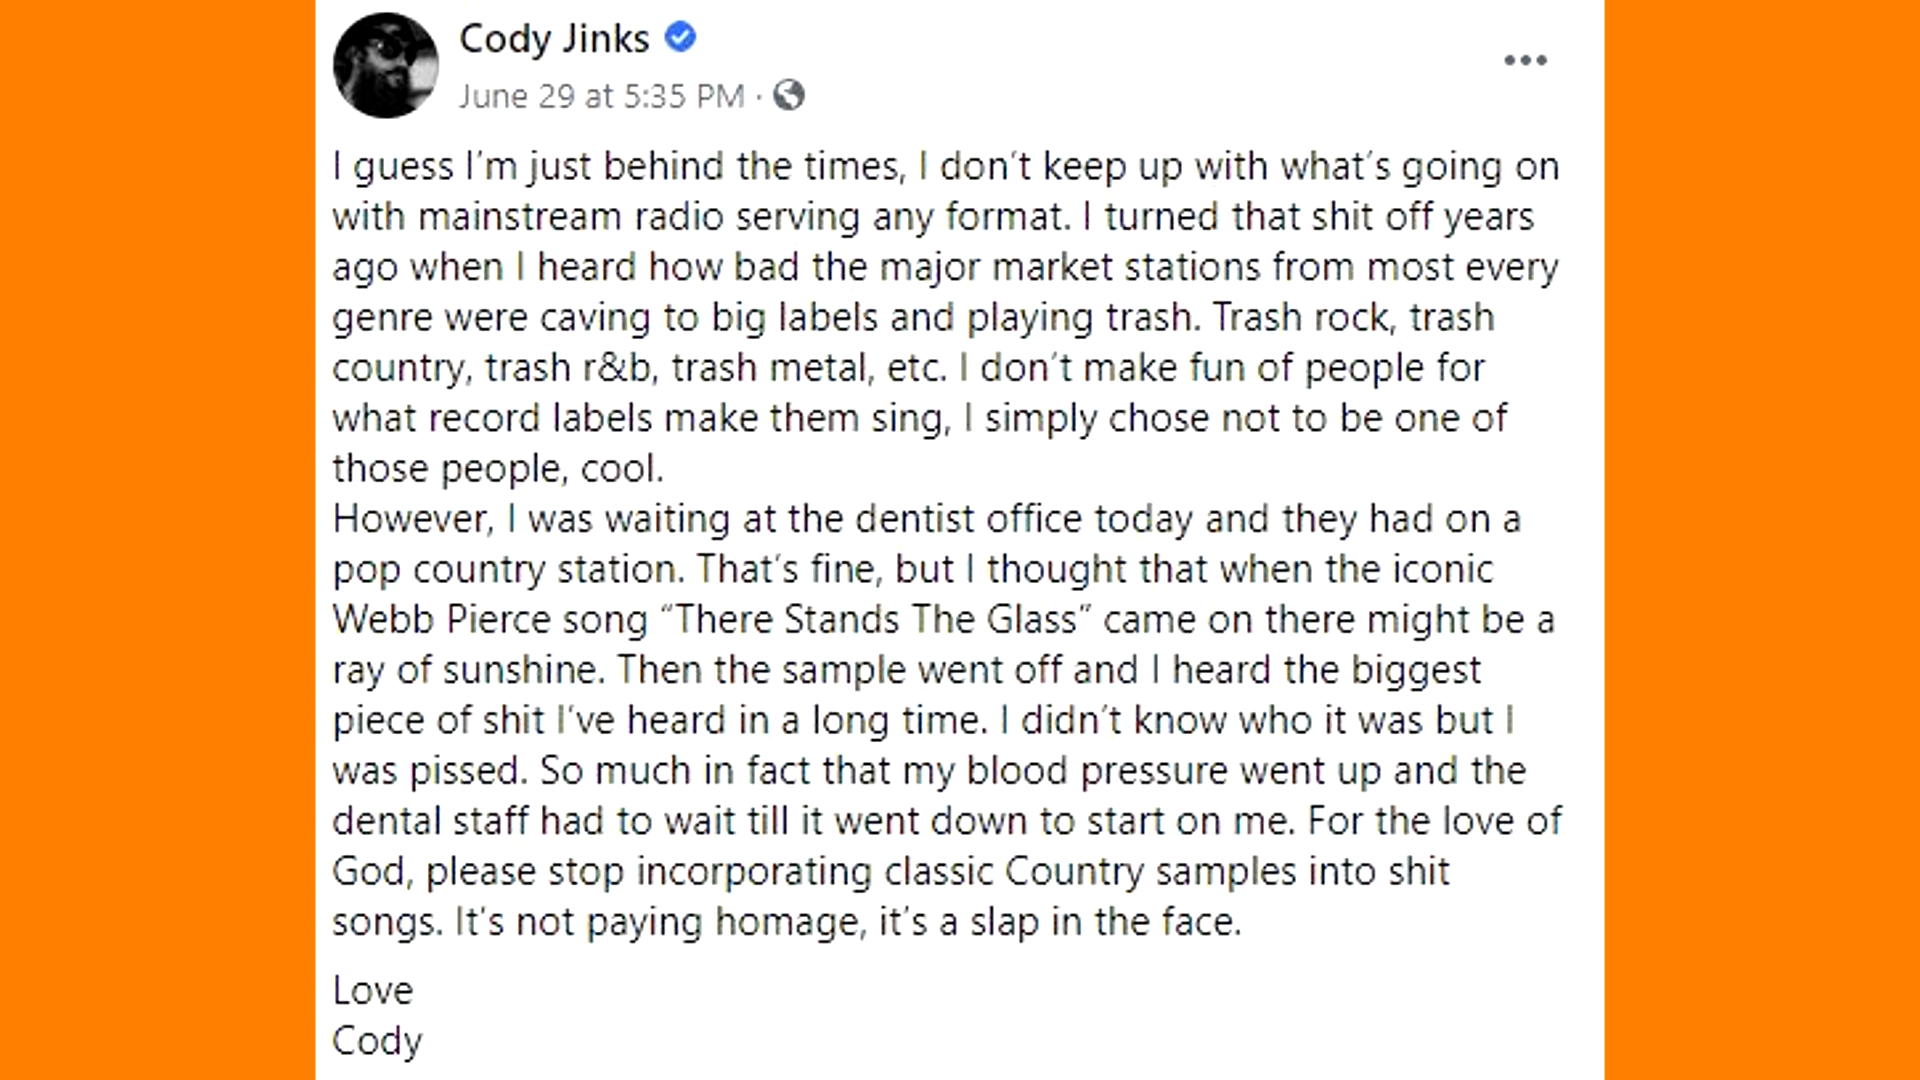 Cody Jinks
June 29 at 5:35 PM ·
I guess I'm just behind the times, I don't keep up with what's going on
with mainstream radio serving any format. I turned that shit off years
ago when I heard how bad the major market stations from most every
genre were caving to big labels and playing trash. Trash rock, trash
country, trash r&b, trash metal, etc. I don't make fun of people for
what record labels make them sing, I simply chose not to be one of
those people, cool.
However, I was waiting at the dentist office today and they had on a
pop country station. That's fine, but I thought that when the iconic
Webb Pierce song “There Stands The Glass” came on there might be a
ray of sunshine. Then the sample went off and I heard the biggest
piece of shit I've heard in a long time. I didn't know who it was but I
was pissed. So much in fact that my blood pressure went up and the
dental staff had to wait till it went down to start on me. For the love of
God, please stop incorporating classic Country samples into shit
songs. It's not paying homage, it's a slap in the face.
Love
Cody